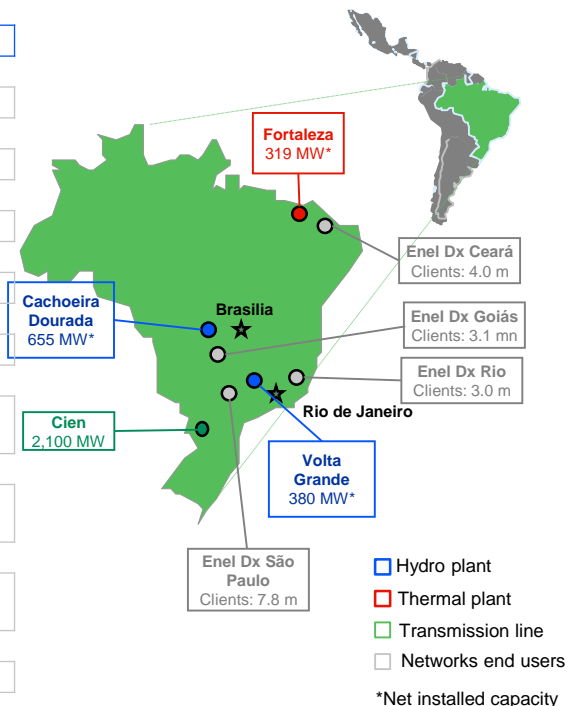 Fortaleza
319 MW*
Enel Dx Ceará
Clients: 4.0 m
Cachoeira
Dourada
655 MW*
Brasilia
Enel Dx Goiás
Clients: 3.1 mn
Enel Dx Rio
Clients: 3.0 m
Rio de Janeiro
Cien
2,100 MW
Volta
Grande
380 MW*
Enel Dx São
Paulo
Clients: 7.8 m
Hydro plant
Thermal plant
Transmission line
Networks end users
*Net installed capacity